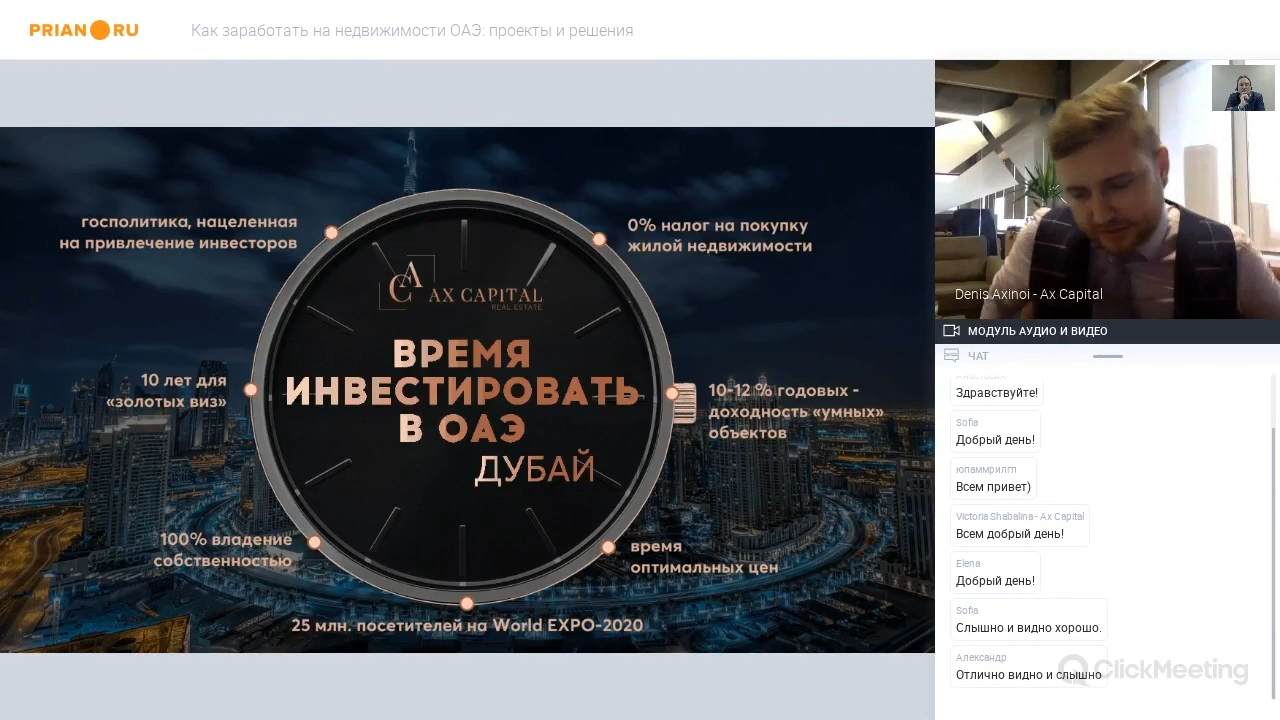 PRIAN RU
Как заработать на недвижимости ОАЭ: проекты и решения
госполитика, нацеленная
на привлечение инвесторов
0% налог на покупку
жилой недвижимости
CA AX CAPITAL
REAL ESTATE
ВРЕМЯ
ИНВЕСТИРОВАТЬ
В ОАЭ
ДУБАЙ
10 лет для
«золотых виз»
10-12 % годовых -
доходность «умных»
объектов
100% владение
собственностью
время
оптимальных цен
25 млн. посетителей на World EXPO-2020
Denis Axinoi - Ax Capital
МОДУЛЬ АУДИО И ВИДЕО
ЧАТ
Здравствуйте!
Sofia
Добрый день!
юпаммрилгп
Всем привет)
Victoria Shabalina - Ax Capital
Всем добрый день!
Elena
Добрый день!
Sofia
Слышно и видно хорошо.
Александр
Отлично видно и слышно
ClickMeeting